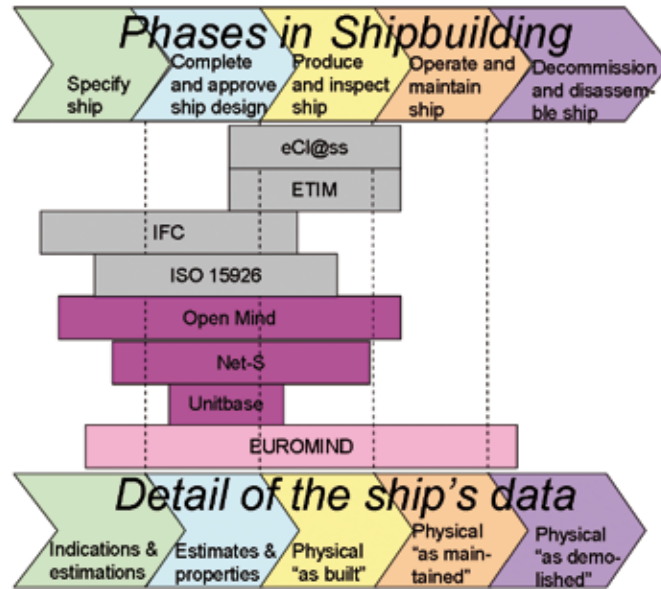 Phases in Shipbuilding
Specify
ship
Complete
and approve
ship design
Produce
and inspect
ship
Operate and
maintain
ship
Decommission
and disassem-
ble ship
eCl@ss
ETIM
IFC
ISO 15926
Open Mind
Net-S
Unitbase
EUROMIND
Detail of the ship's data
Indications &
estimations
Estimates &
properties
Physical
"as built"
Physical
"as main-
tained"
Physical
"as demo-
lished"